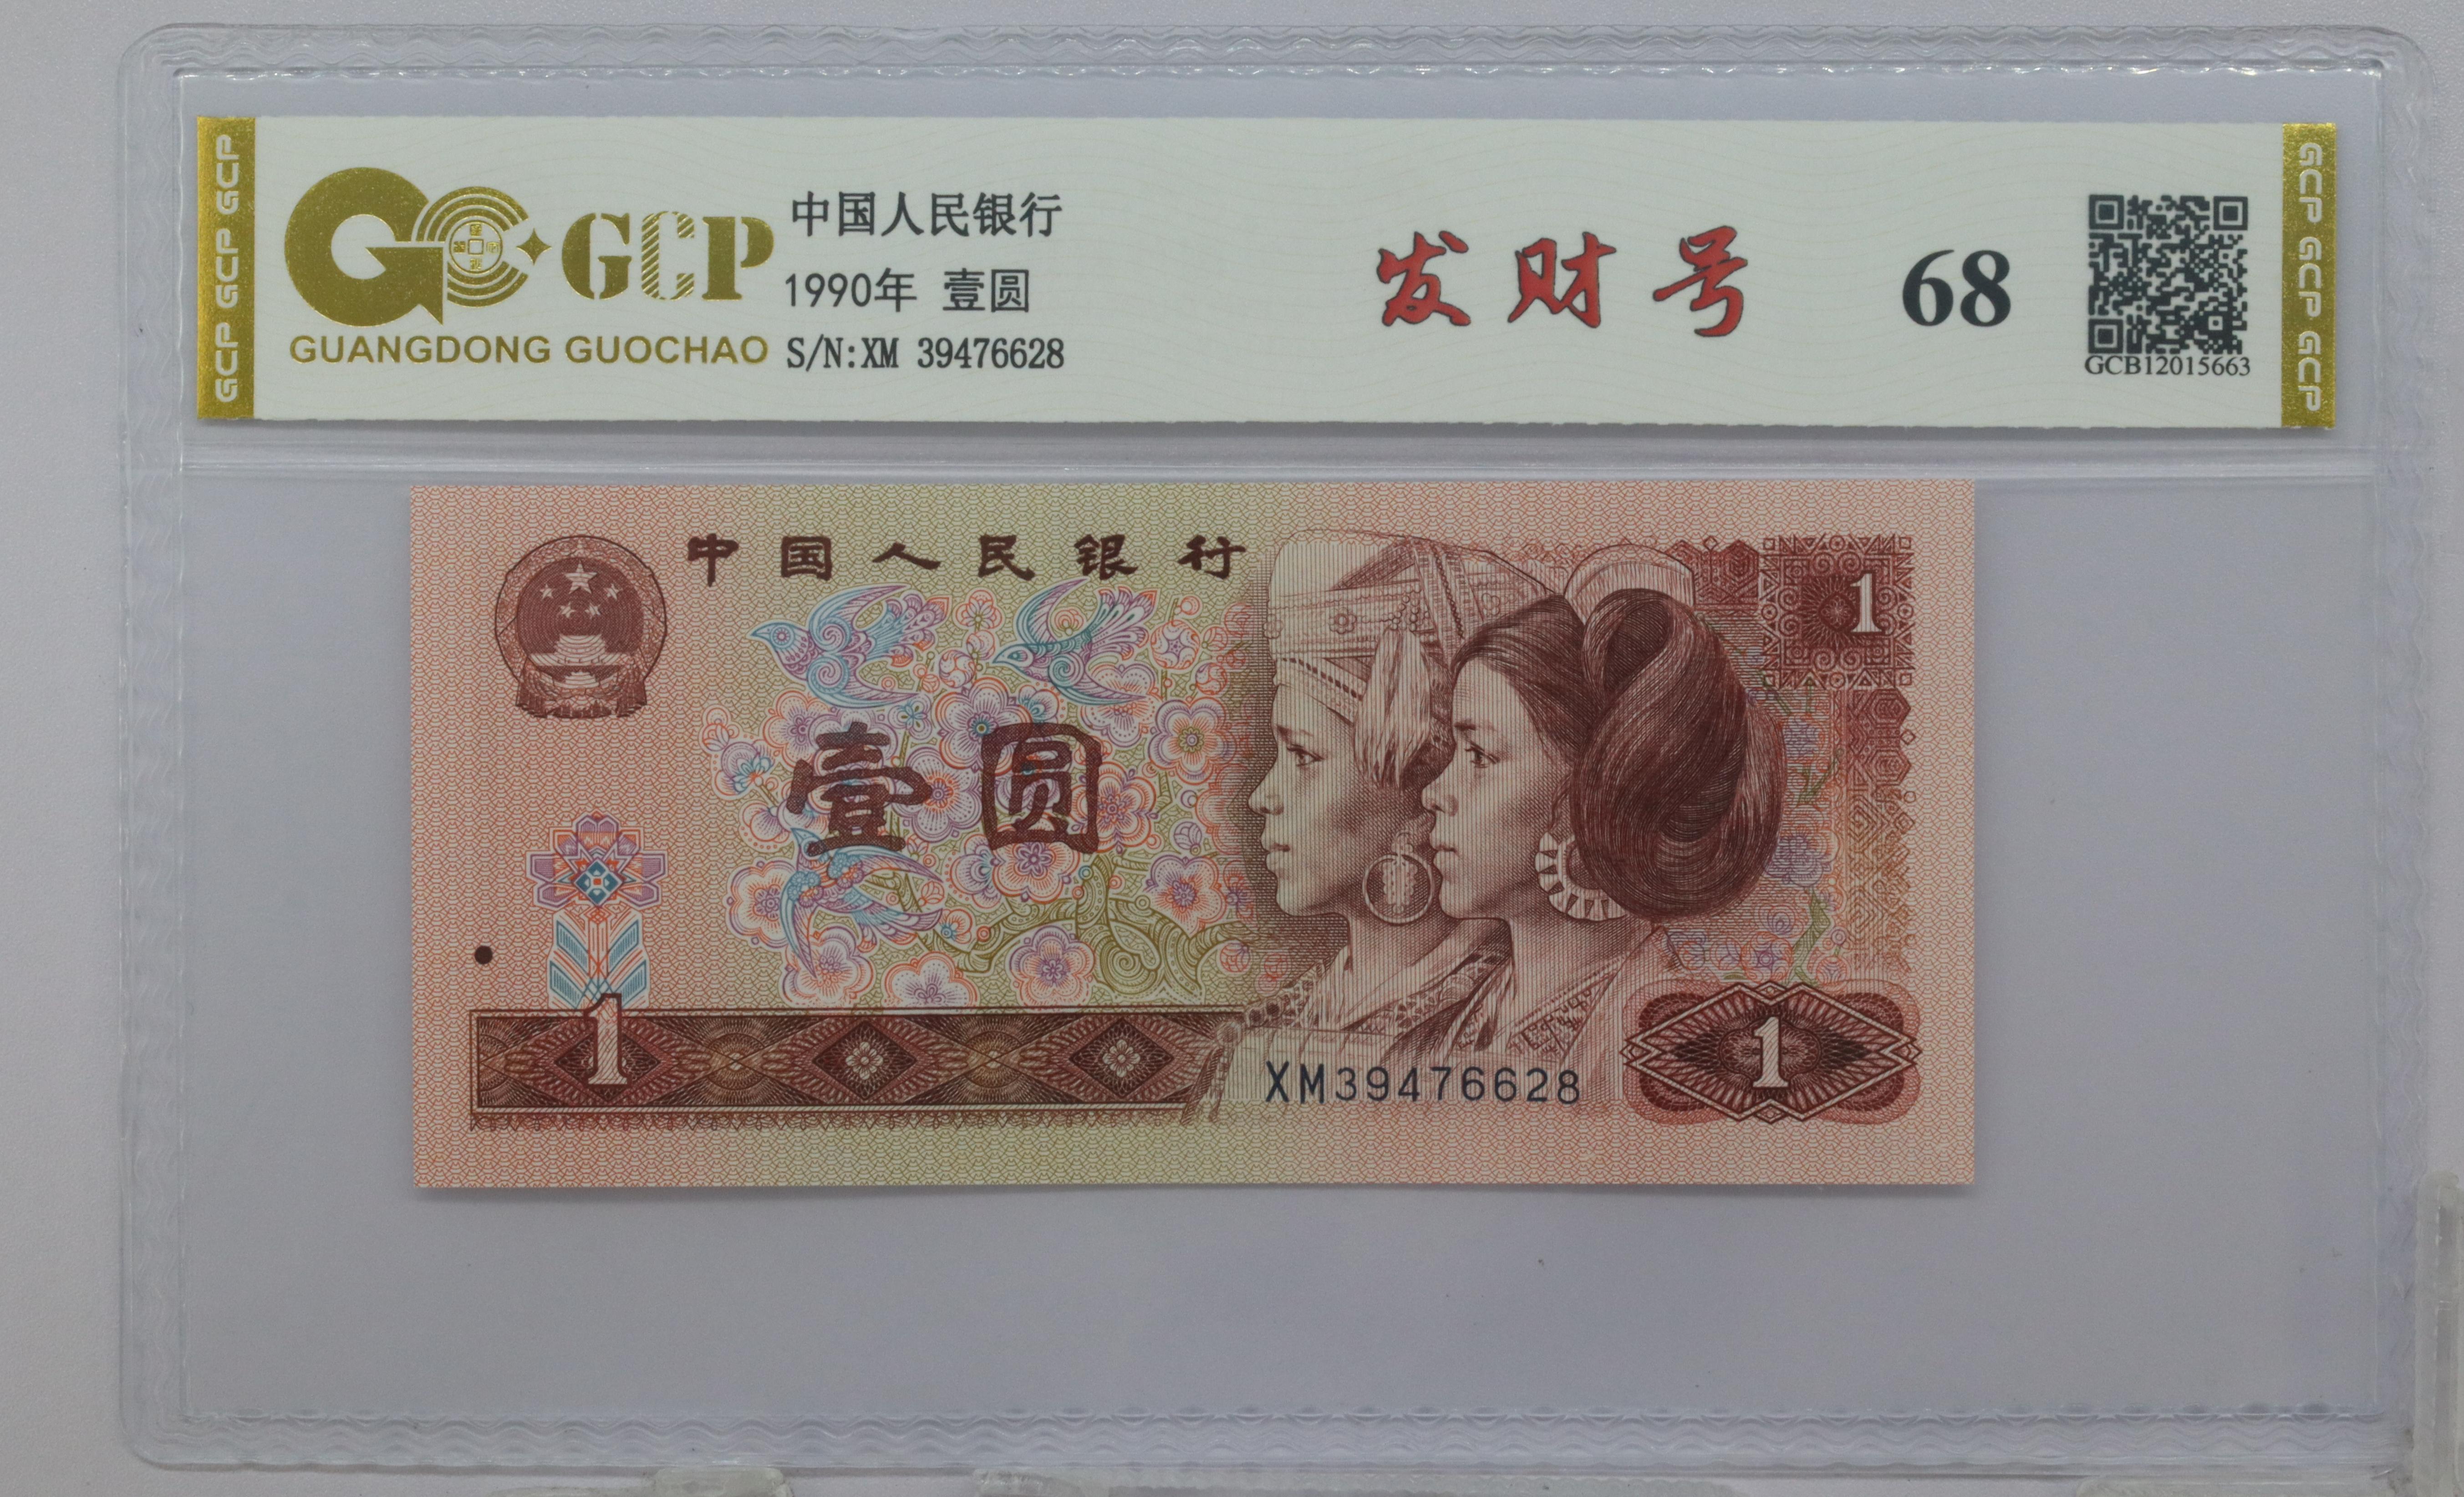 GCP GCP GCP
GCP
GUANGDONG GUOCHAO
中国人民银行
1990年 壹圆
S/N:XM 39476628
发财号
68
GCB12015663
GCP GCP GCP
中国人民银行
1
壹圆
1
XM39476628
1